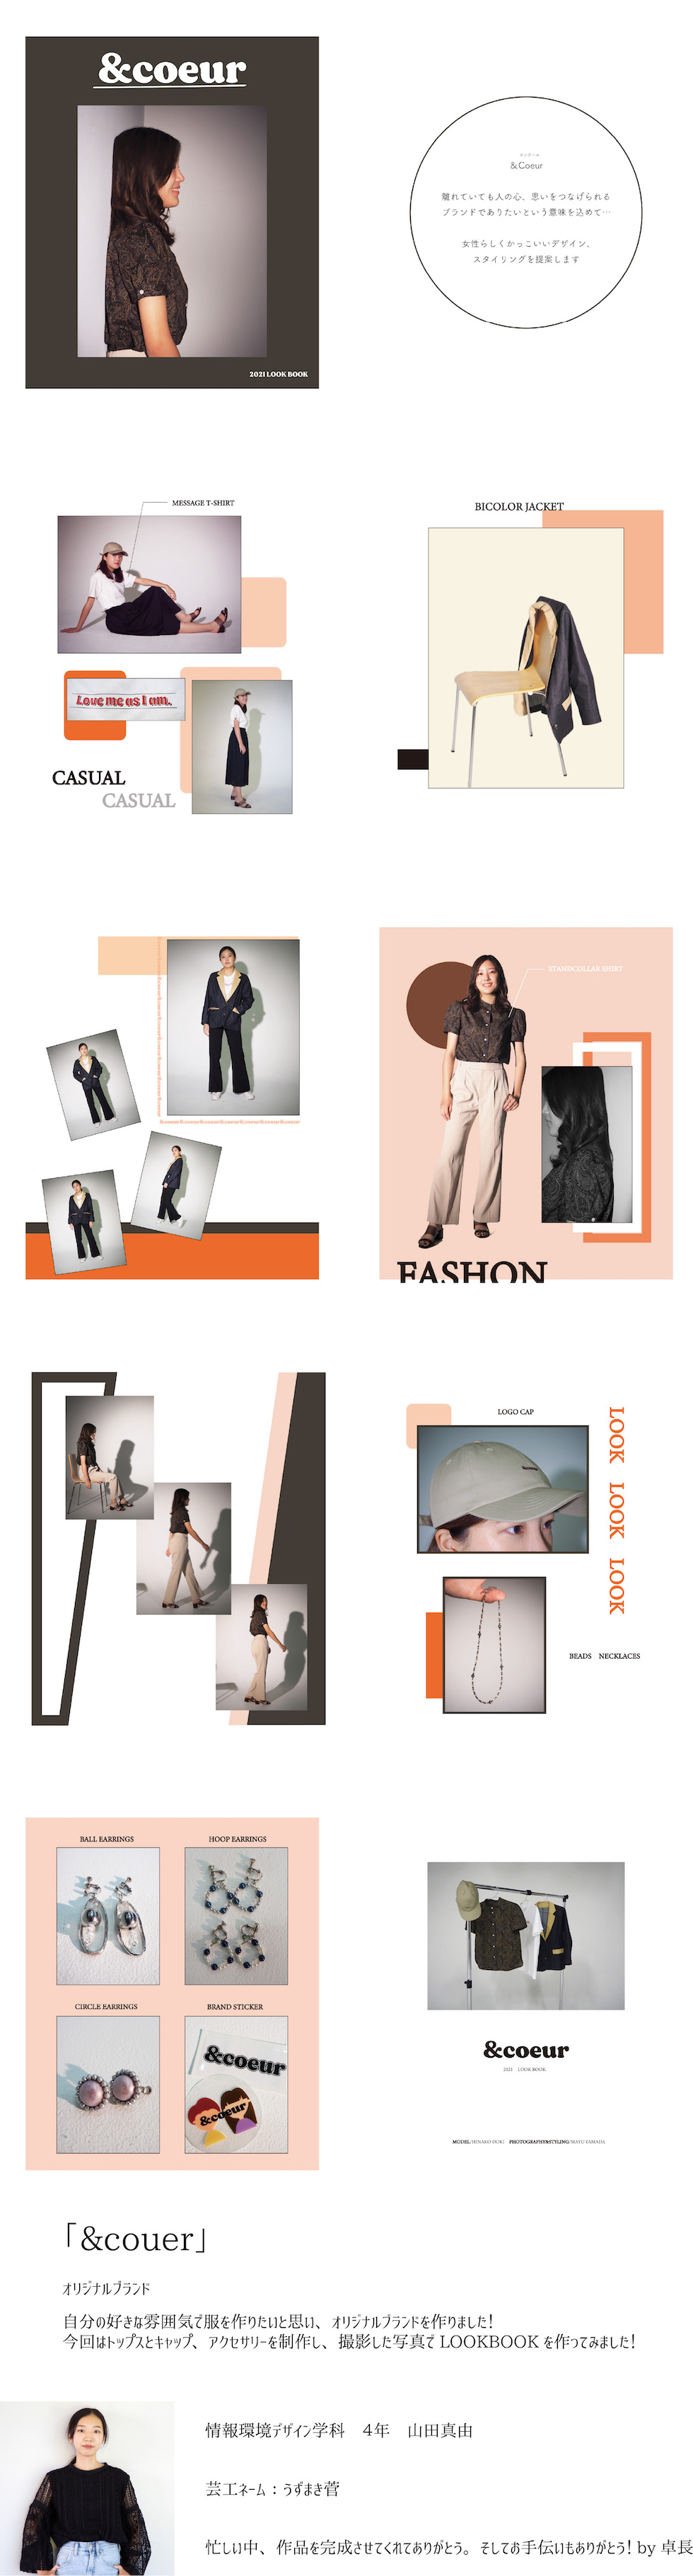 &coeur
2021 LOOK BOOK
アンドクール
&Coeur
離れていても人の心、思いをつなげられる
ブランドでありたいという意味を込めて…
女性らしくかっこいいデザイン、
スタイリングを提案します
MESSAGE T-SHIRT
Love me as I am.
CASUAL
CASUAL
BICOLOR JACKET
STANDCOLLAR SHIRT
FASHON
LOGO CAP
LOOK LOOK LOOK
BEADS NECKLACES
BALL EARRINGS
HOOP EARRINGS
CIRCLE EARRINGS
BRAND STICKER
&coeur
&coeur
&coeur
2021 LOOK BOOK
PHOTOGRAPHY&STYLING/MAYU YAMADA
「&couer」
オリジナルブランド
自分の好きな雰囲気で服を作りたいと思い、オリジナルブランドを作りました!
今回はトップスとキャップ、アクセサリーを制作し、撮影した写真で LOOKBOOK を作ってみました!
情報環境デザイン学科 4年 山田真由
芸工ネーム：うずまき菅
忙しい中、作品を完成させてくれてありがとう。そしてお手伝いもありがとう! by 卓長